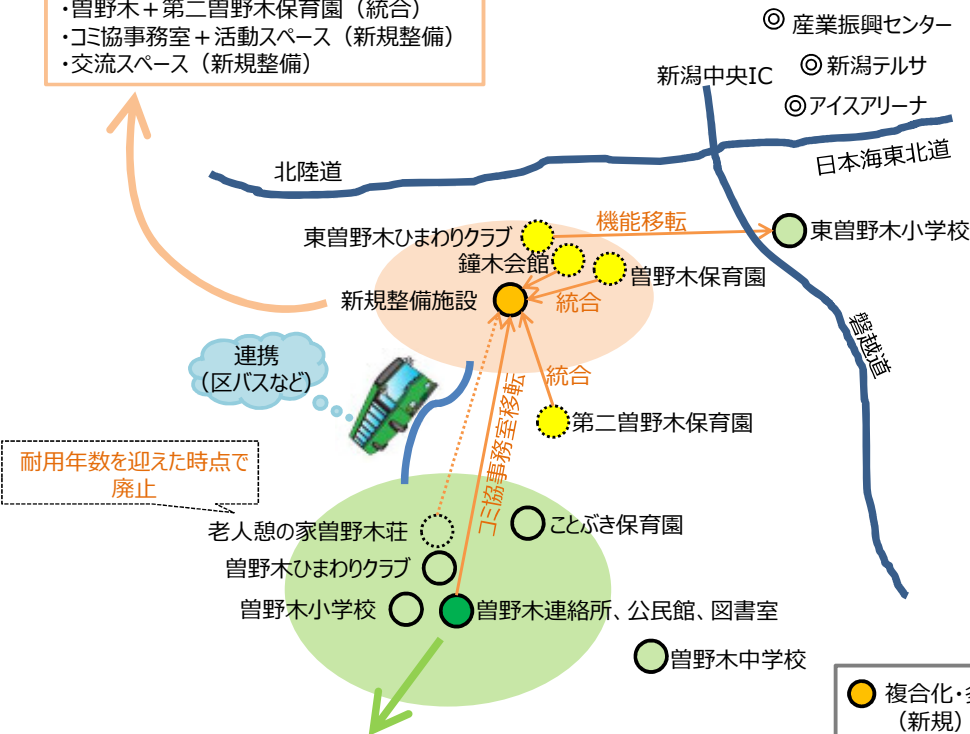 ・曽野木＋第二曽野木保育園（統合）
・コミ協事務室＋活動スペース（新規整備）
・交流スペース（新規整備）
◎ 産業振興センター
新潟中央IC
◎ 新潟テルサ
◎アイスアリーナ
北陸道
日本海東北道
機能移転
東曽野木ひまわりクラブ
東曽野木小学校
鐘木会館
曽野木保育園
新規整備施設
統合
磐越道
連携
（区バスなど）
統合
第二曽野木保育園
コミ協事務室移転
耐用年数を迎えた時点で
廃止
老人憩の家曽野木荘
ことぶき保育園
曽野木ひまわりクラブ
曽野木小学校
曽野木連絡所、公民館、図書室
曽野木中学校
複合化・
（新規）